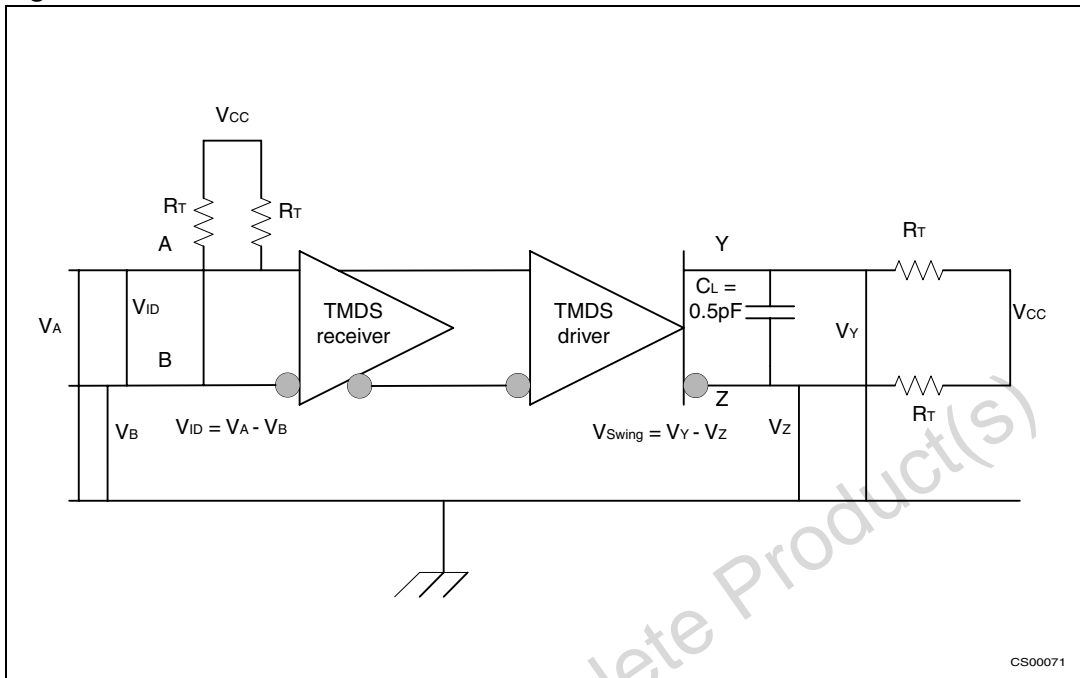 VCC
RT
RT
A
Y
RT
CL =
0.5pF
TMDS
receiver
TMDS
driver
VID
VA
VY
VCC
B
Z
RT
VB
VID = VA - VB
VSwing = VY - VZ
VZ
lete Product(s)
CS00071